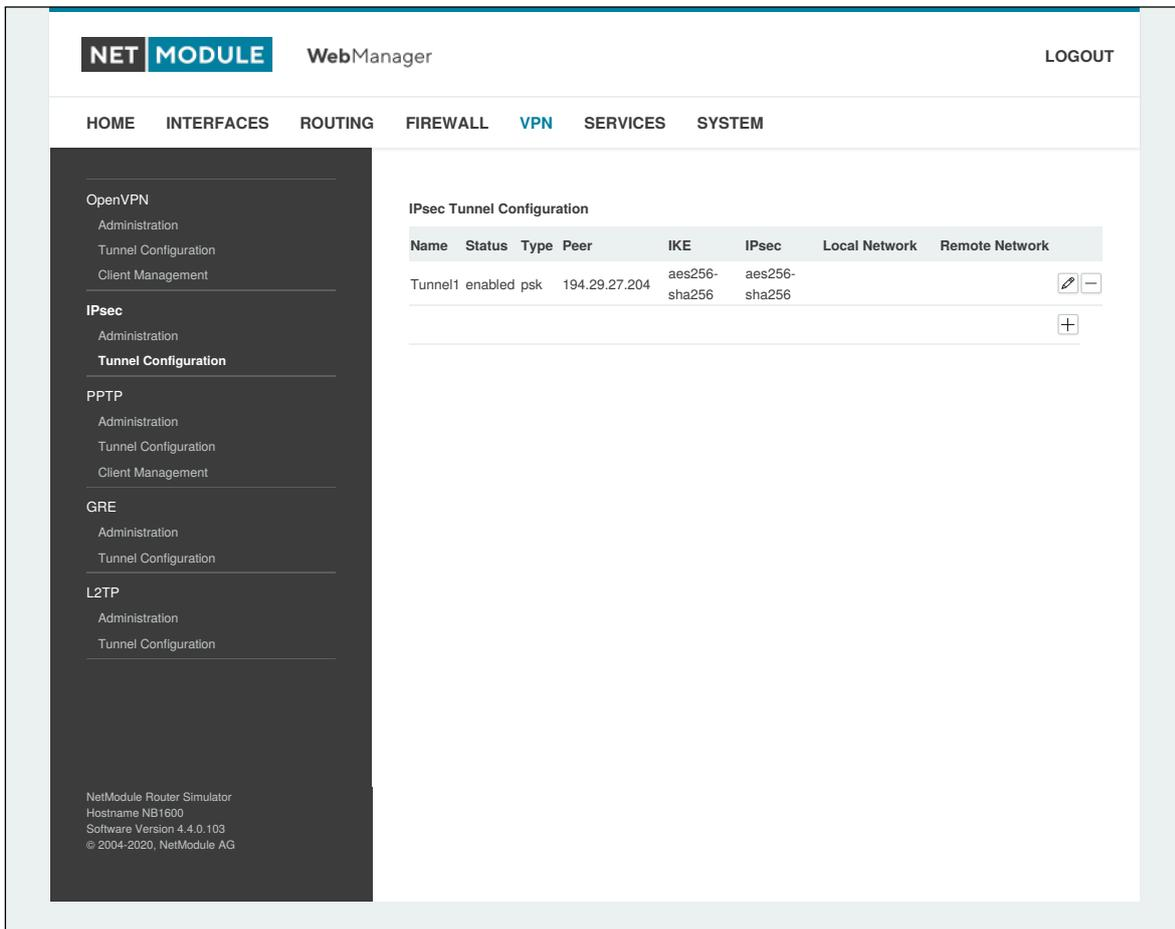 NET MODULE WebManager LOGOUT
HOME INTERFACES ROUTING FIREWALL VPN SERVICES SYSTEM
OpenVPN
Administration
Tunnel Configuration
Client Management
IPsec
Administration
Tunnel Configuration
PPTP
Administration
Tunnel Configuration
Client Management
GRE
Administration
Tunnel Configuration
L2TP
Administration
Tunnel Configuration
NetModule Router Simulator
Hostname NB1600
Software Version 4.4.0.103
© 2004-2020, NetModule AG
IPsec Tunnel Configuration
Name Status Type Peer IKE IPsec Local Network Remote Network
Tunnel1 enabled psk 194.29.27.204 aes256- aes256-
sha256 sha256